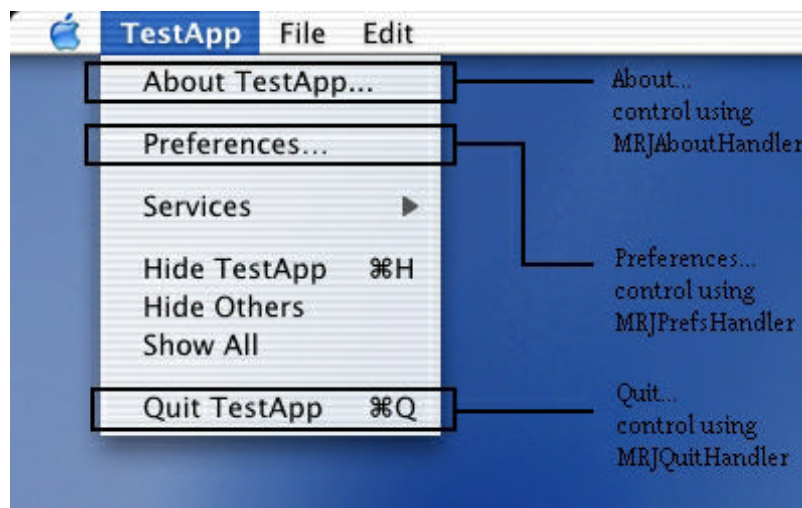 TestApp File Edit
About TestApp...
Preferences...
Services
Hide TestApp ⌘H
Hide Others
Show All
Quit TestApp ⌘Q
About...
control using
MRJAboutHandler
Preferences...
control using
MRJPrefsHandler
Quit...
control using
MRJQuitHandler